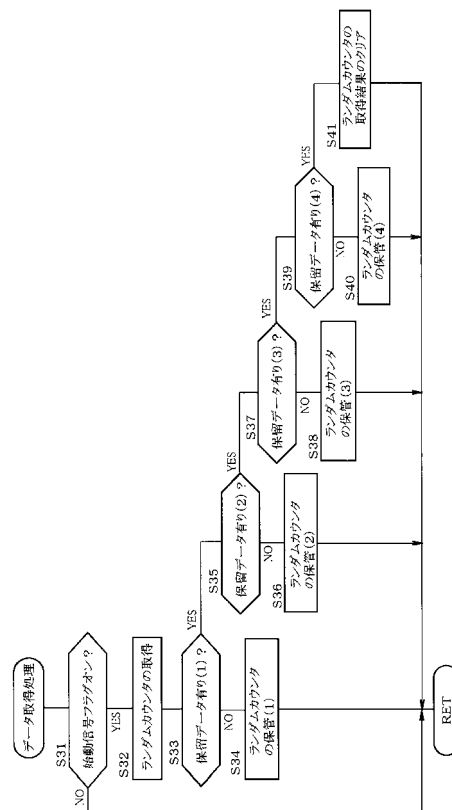 データ取得処理
S31
始動信号フラグオン？
NO
YES
S32
ランダムカウンタの取得
S33
保留データ有り(1)？
YES
NO
S34
ランダムカウンタ
の保管(1)
S35
保留データ有り(2)？
YES
NO
S36
ランダムカウンタ
の保管(2)
S37
保留データ有り(3)？
YES
NO
S38
ランダムカウンタ
の保管(3)
S39
保留データ有り(4)？
YES
NO
S40
ランダムカウンタ
の保管(4)
S41
ランダムカウンタの
取得結果のクリア
RET